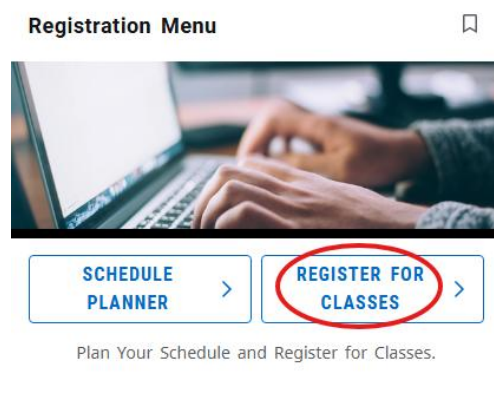 Registration Menu
SCHEDULE
PLANNER
REGISTER FOR
CLASSES
Plan Your Schedule and Register for Classes.